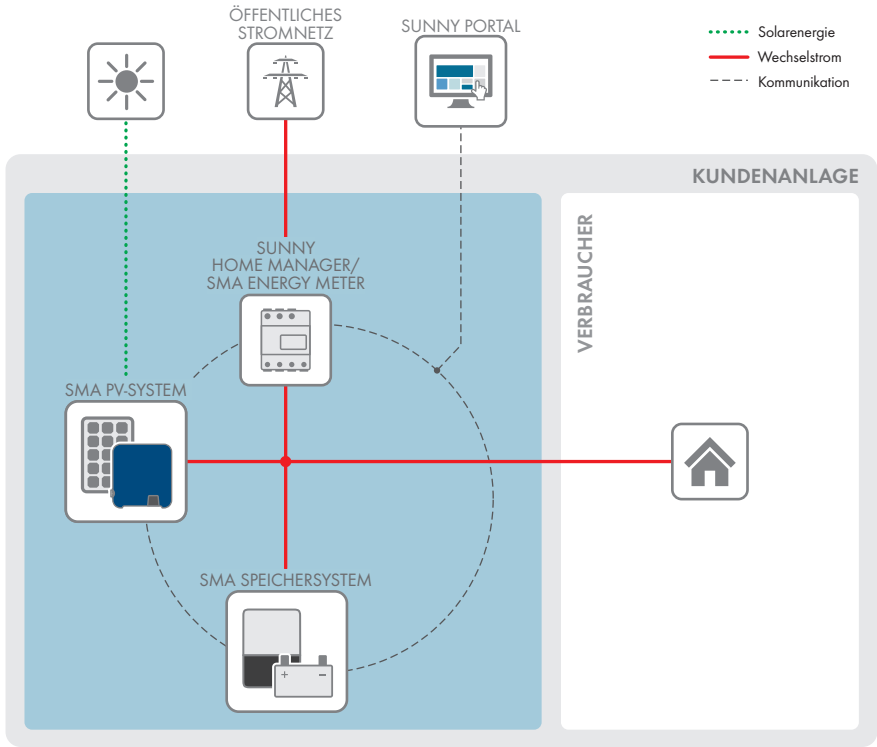 ÖFFENTLICHES
STROMNETZ
SUNNY PORTAL
Solarenergie
Wechselstrom
Kommunikation
KUNDENANLAGE
VERBRAUCHER
SUNNY
HOME MANAGER/
SMA ENERGY METER
SMA PV-SYSTEM
SMA SPEICHERSYSTEM
+ −